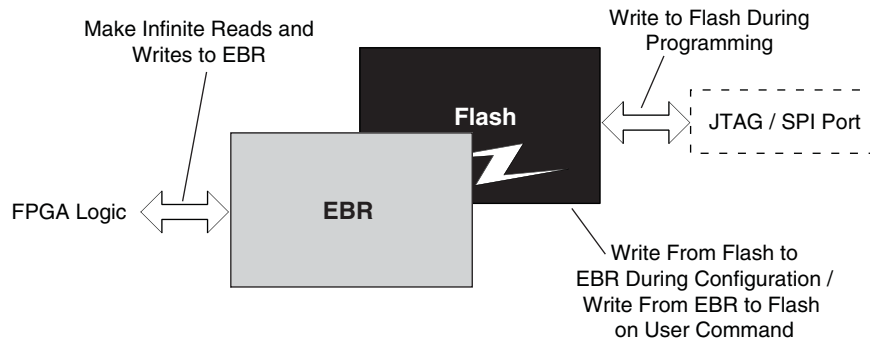 Make Infinite Reads and
Writes to EBR
Write to Flash During
Programming
Flash
JTAG / SPI Port
EBR
FPGA Logic
Write From Flash to
EBR During Configuration /
Write From EBR to Flash
on User Command